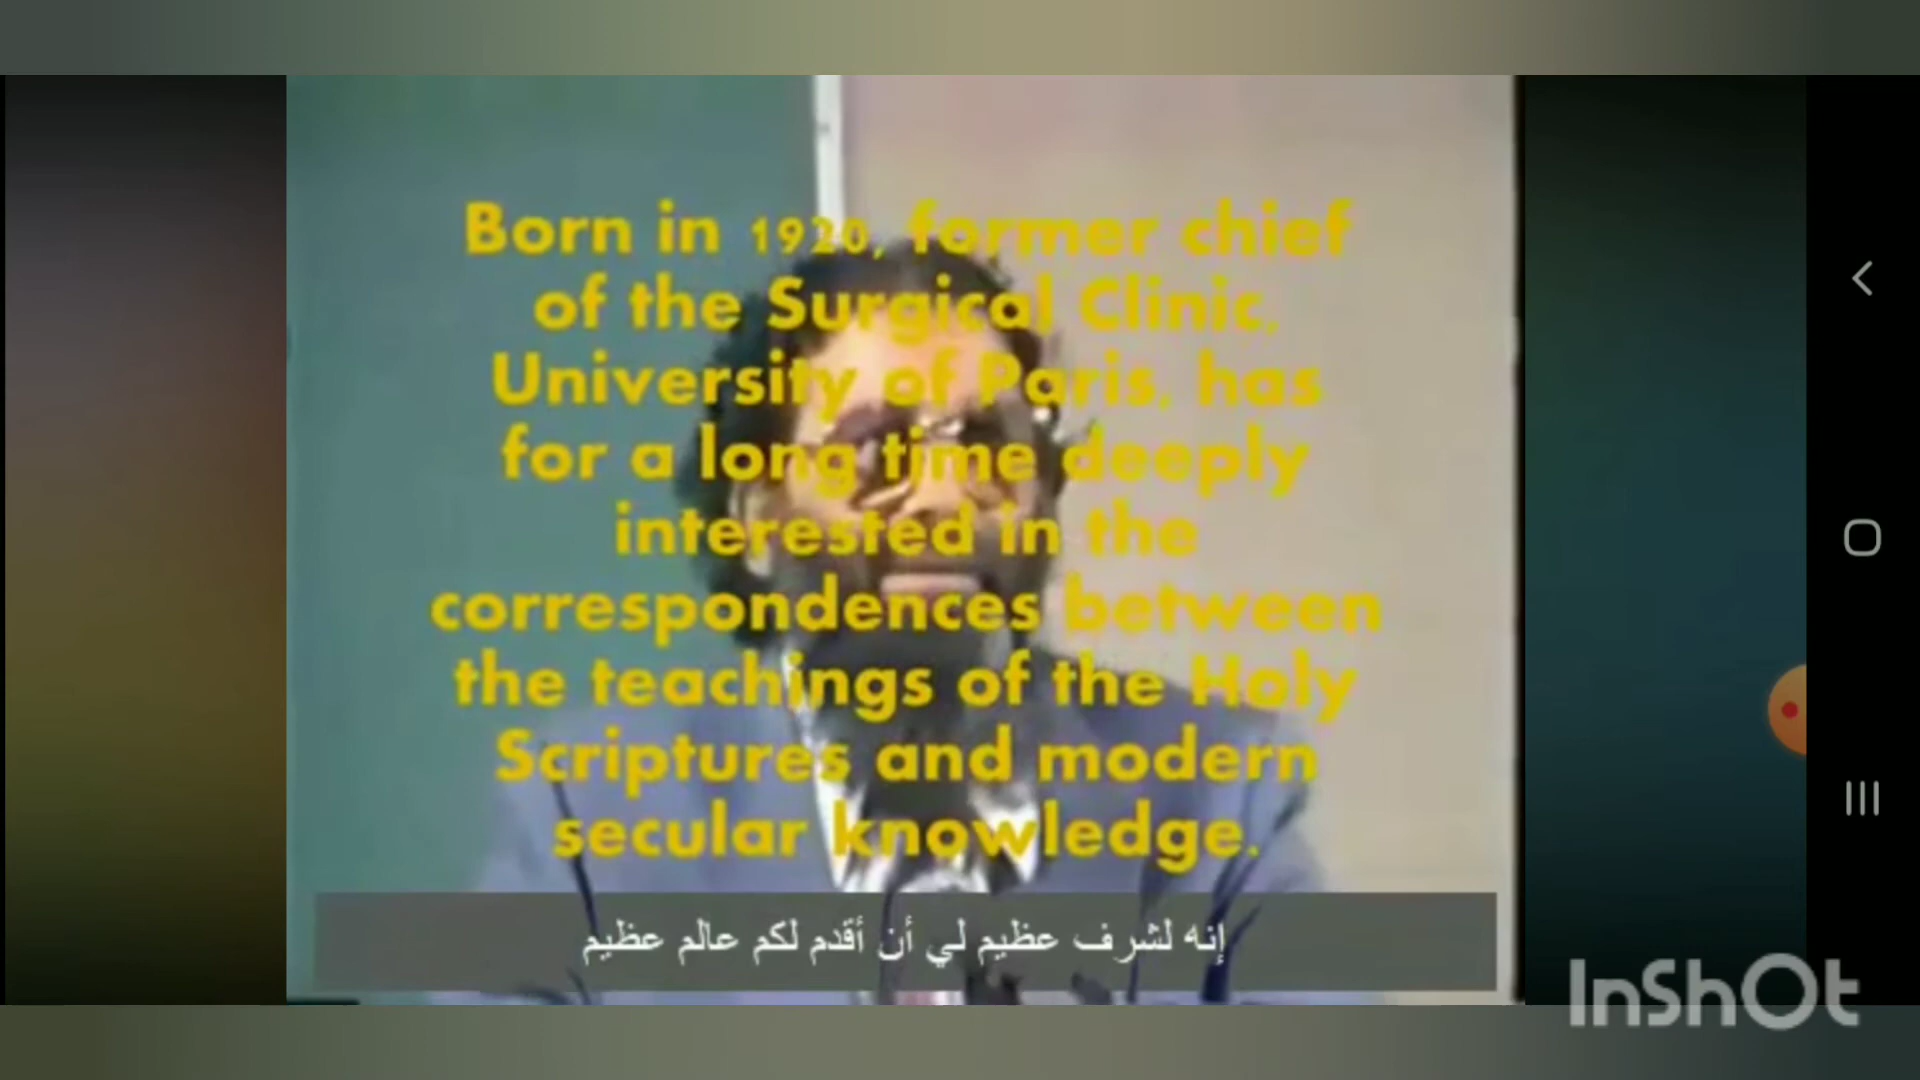 Born in 1920, former chief
of the Surgical Clinic,
University of Paris, has
for a long time deeply
interested in the
correspondences between
the teachings of the Holy
Scriptures and modern
secular knowledge.
إنه لشرف عظيم لي أن أقدم لكم عالم عظيم
InShOt